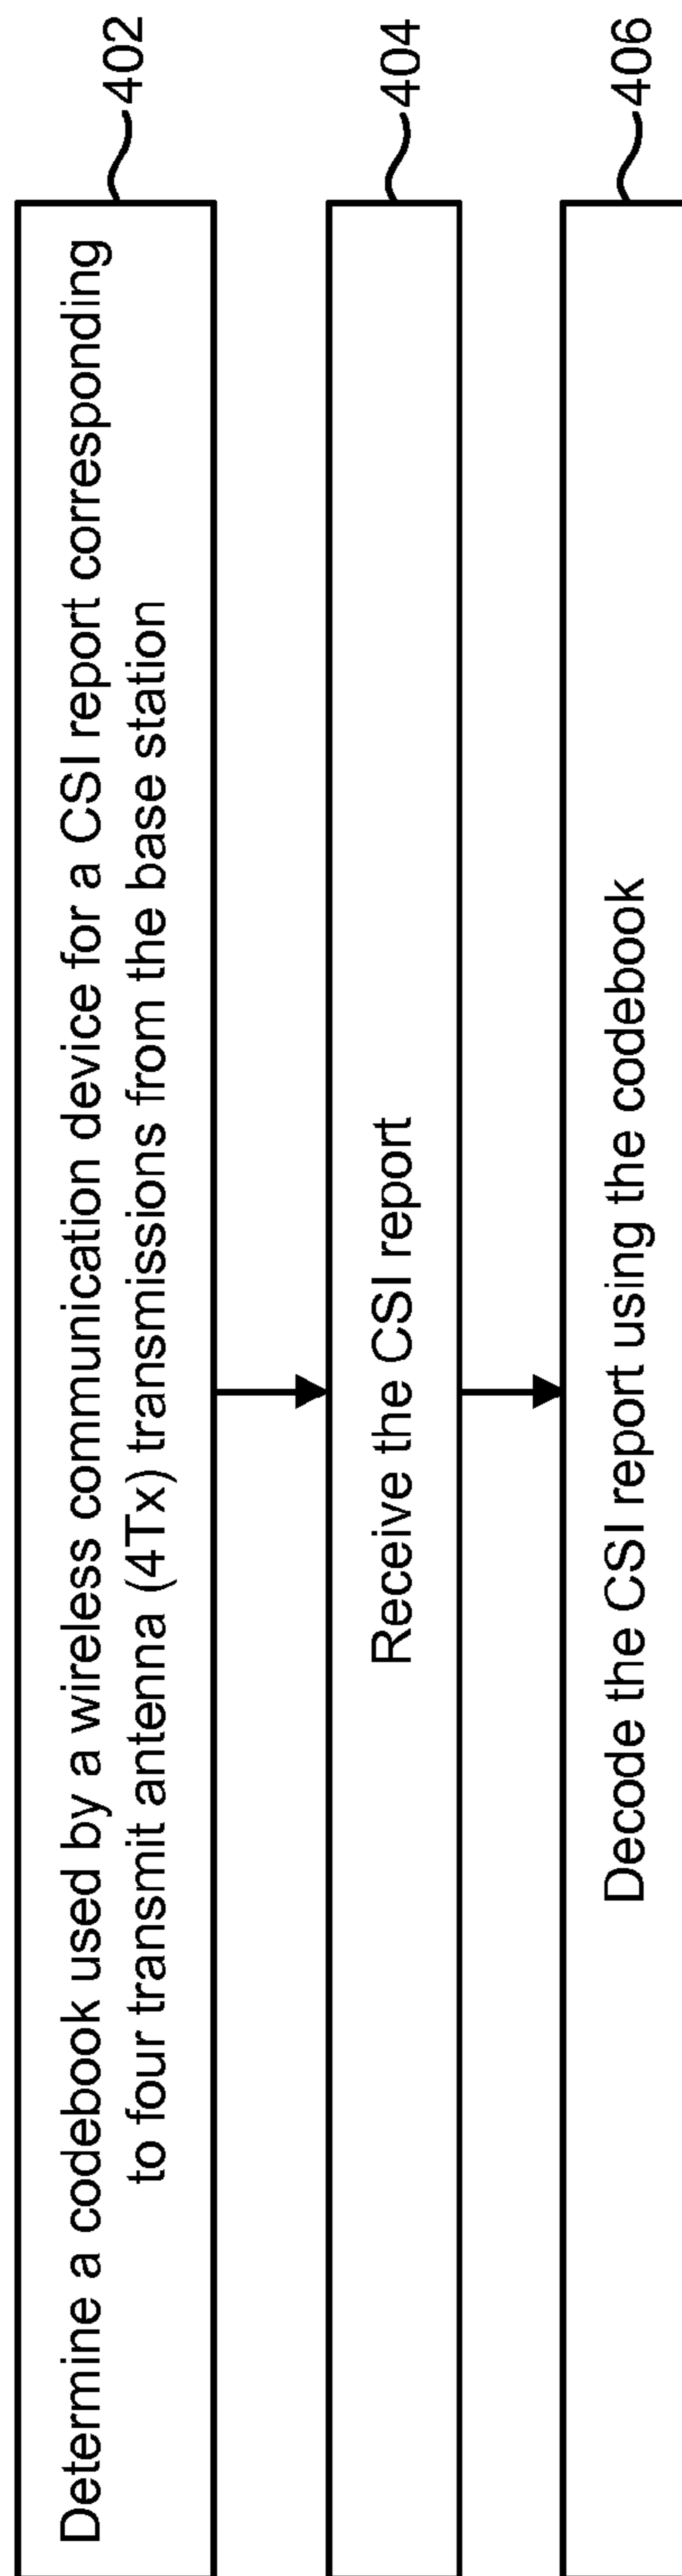 402
Determine a codebook used by a wireless communication device for a CSI report corresponding
to four transmit antenna (4Tx) transmissions from the base station
404
Receive the CSI report
406
Decode the CSI report using the codebook